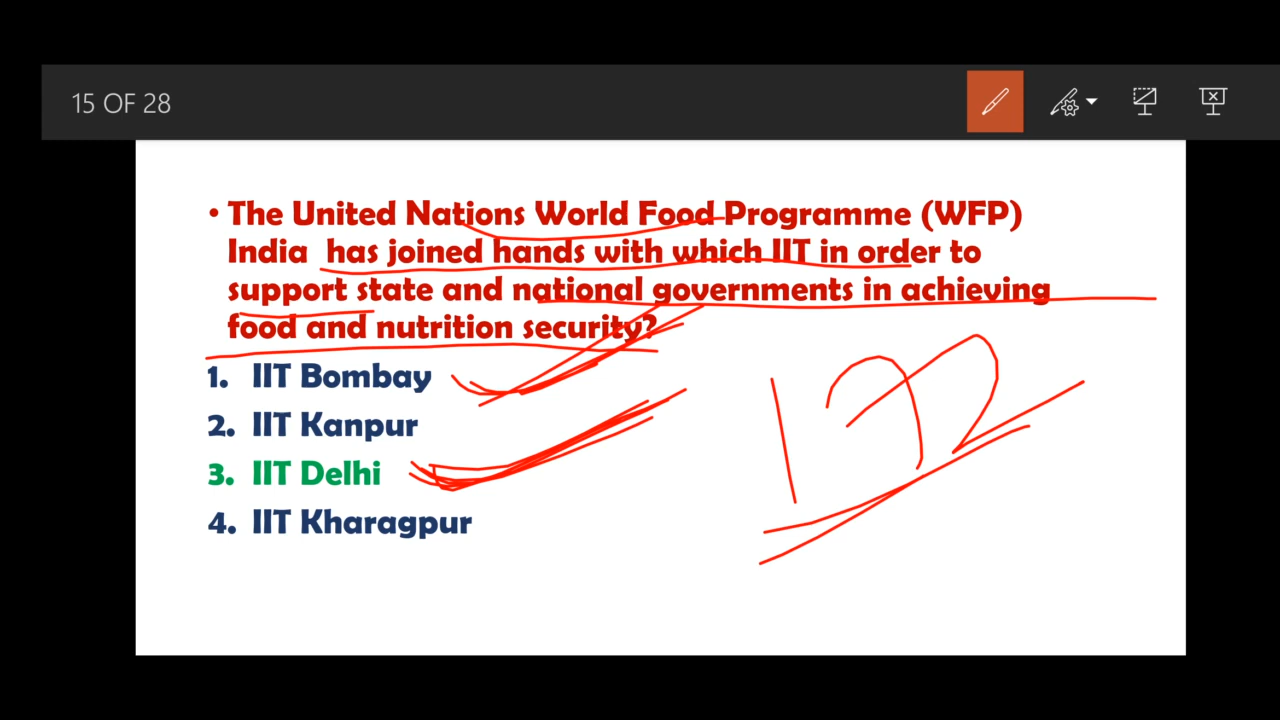 15 OF 28
• The United Nations World Food Programme (WFP)
India has joined hands with which IIT in order to
support state and national governments in achieving
food and nutrition security?
1. IIT Bombay
2. IIT Kanpur
3. IIT Delhi
4. IIT Kharagpur
172